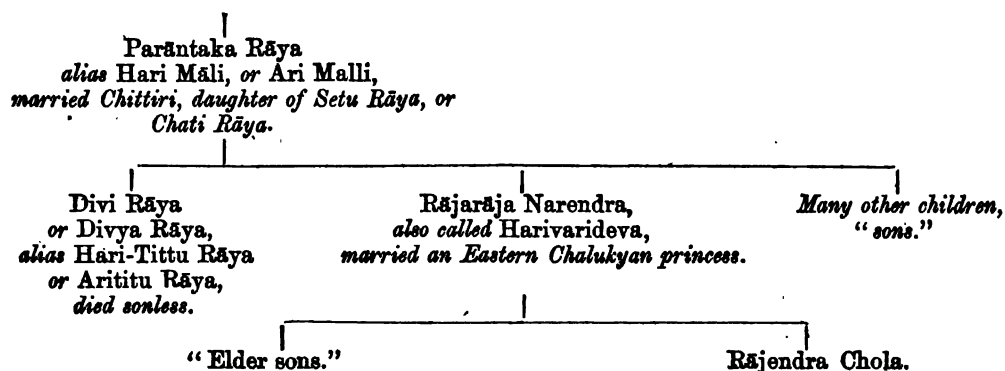 Parāntaka Rāya
alias Hari Māli, or Ari Malli,
married Chittiri, daughter of Setu Rāya, or
Chati Rāya.
Divi Rāya
or Divya Rāya,
alias Hari-Tittu Rāya
or Arititu Rāya,
died sonless.
Rājarāja Narendra,
also called Harivarideva,
married an Eastern Chalukyan princess.
Many other children,
“sons.”
“Elder sons.”
Rājendra Chola.